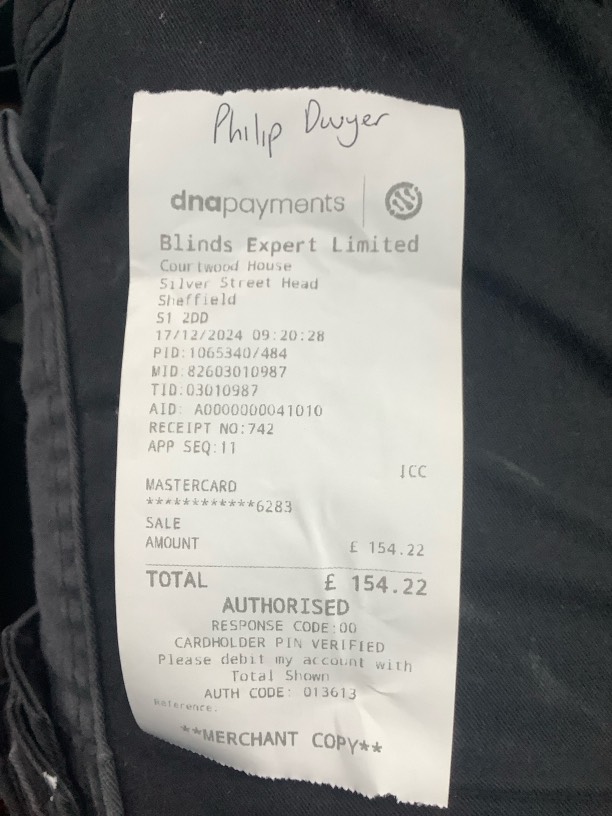 Philip Dwyer
dnapayments
Blinds Expert Limited
Courtwood House
Silver Street Head
Sheffield
S1 2DD
17/12/2024 09:20:28
PID:1065340/484
MID:82603010987
TID:03010987
AID: A0000000041010
RECEIPT NO:742
APP SEQ:11
ICC
MASTERCARD
************6283
SALE
AMOUNT £ 154.22
TOTAL £ 154.22
AUTHORISED
RESPONSE CODE:00
CARDHOLDER PIN VERIFIED
Please debit my account with
Total Shown
AUTH CODE: 013613
Reference:
**MERCHANT COPY**